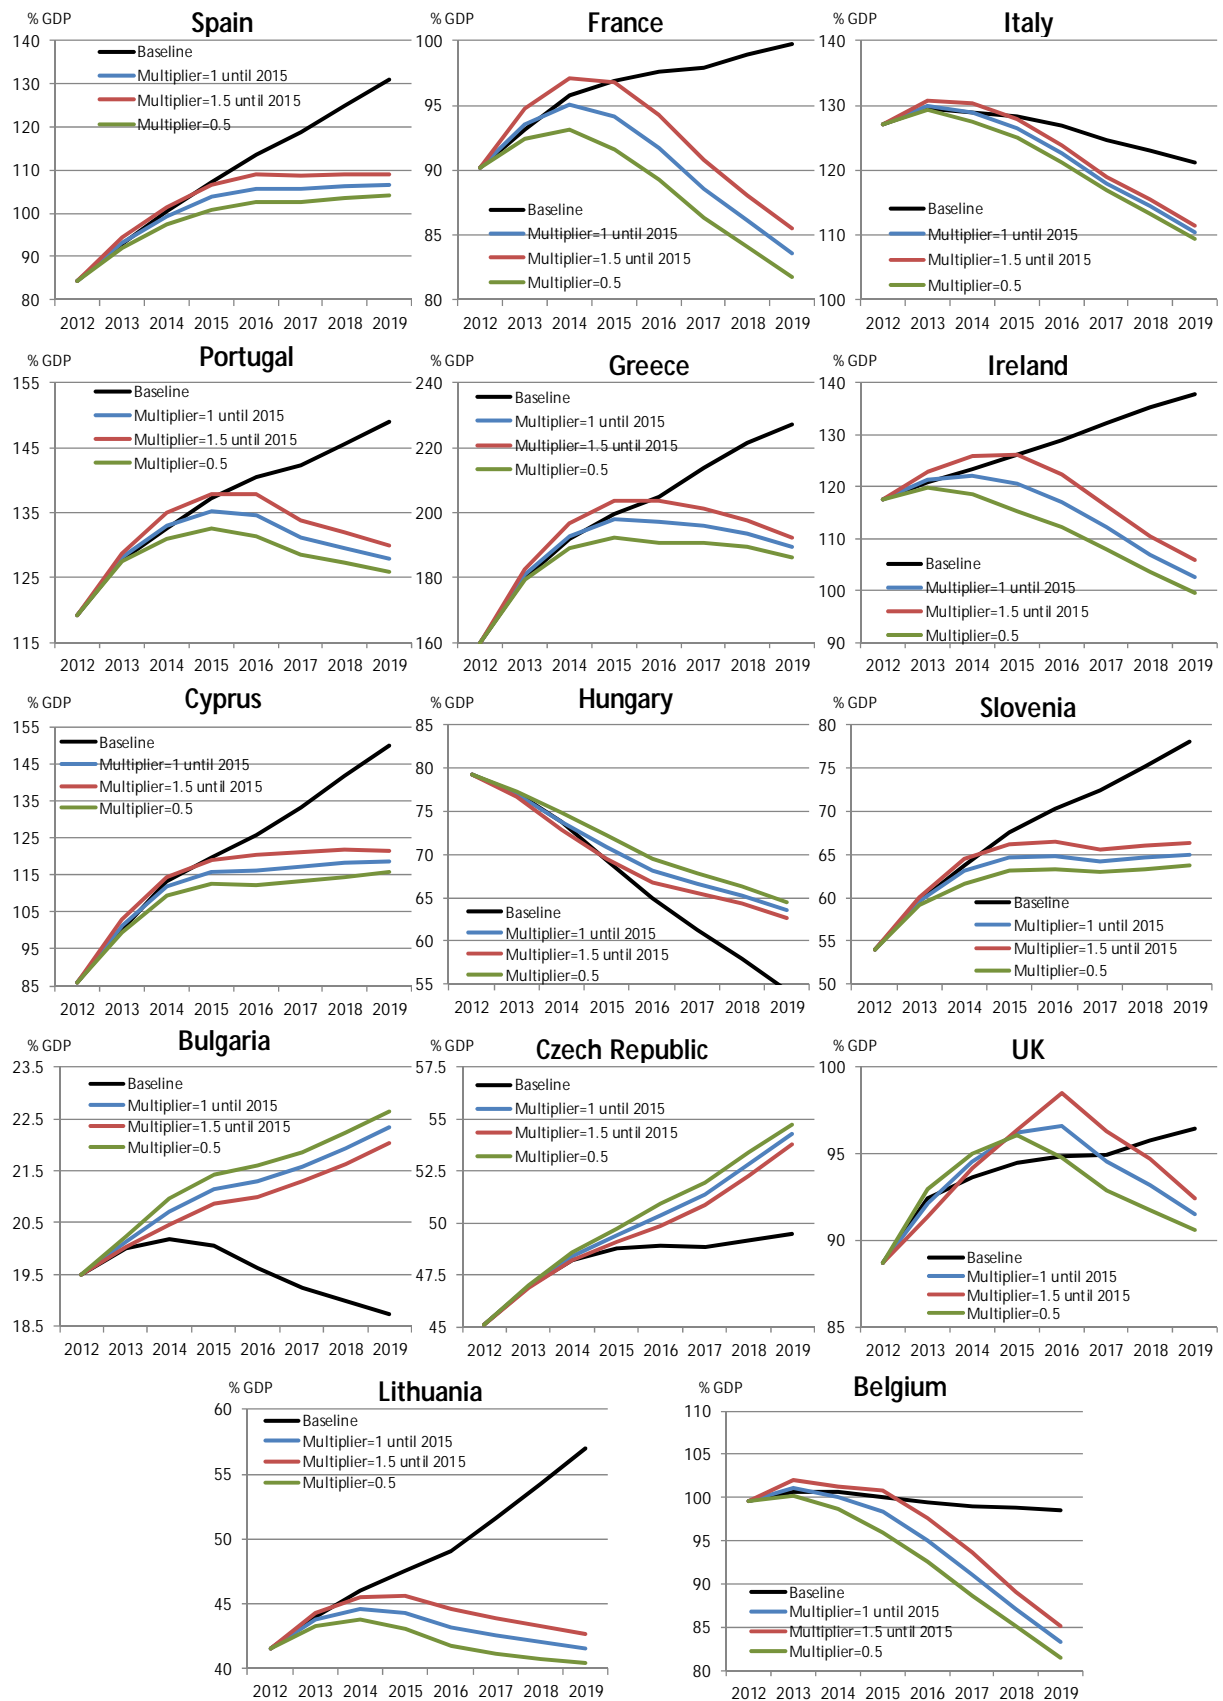 % GDP Spain
140
130
120
110
100
90
80
Baseline
Multiplier=1 until 2015
Multiplier=1.5 until 2015
Multiplier=0.5
2012 2013 2014 2015 2016 2017 2018 2019
% GDP France
100
95
90
85
80
Baseline
Multiplier=1 until 2015
Multiplier=1.5 until 2015
Multiplier=0.5
2012 2013 2014 2015 2016 2017 2018 2019
% GDP Italy
140
130
120
110
100
Baseline
Multiplier=1 until 2015
Multiplier=1.5 until 2015
Multiplier=0.5
2012 2013 2014 2015 2016 2017 2018 2019
% GDP Portugal
155
145
135
125
115
Baseline
Multiplier=1 until 2015
Multiplier=1.5 until 2015
Multiplier=0.5
2012 2013 2014 2015 2016 2017 2018 2019
% GDP Greece
240
220
200
180
160
Baseline
Multiplier=1 until 2015
Multiplier=1.5 until 2015
Multiplier=0.5
2012 2013 2014 2015 2016 2017 2018 2019
% GDP Ireland
140
130
120
110
100
90
Baseline
Multiplier=1 until 2015
Multiplier=1.5 until 2015
Multiplier=0.5
2012 2013 2014 2015 2016 2017 2018 2019
% GDP Cyprus
155
145
135
125
115
105
95
85
Baseline
Multiplier=1 until 2015
Multiplier=1.5 until 2015
Multiplier=0.5
2012 2013 2014 2015 2016 2017 2018 2019
% GDP Hungary
85
80
75
70
65
60
55
Baseline
Multiplier=1 until 2015
Multiplier=1.5 until 2015
Multiplier=0.5
2012 2013 2014 2015 2016 2017 2018 2019
% GDP Slovenia
80
75
70
65
60
55
50
Baseline
Multiplier=1 until 2015
Multiplier=1.5 until 2015
Multiplier=0.5
2012 2013 2014 2015 2016 2017 2018 2019
% GDP Bulgaria
23.5
22.5
21.5
20.5
19.5
18.5
Baseline
Multiplier=1 until 2015
Multiplier=1.5 until 2015
Multiplier=0.5
2012 2013 2014 2015 2016 2017 2018 2019
% GDP Czech Republic
57.5
55
52.5
50
47.5
45
Baseline
Multiplier=1 until 2015
Multiplier=1.5 until 2015
Multiplier=0.5
2012 2013 2014 2015 2016 2017 2018 2019
% GDP UK
100
95
90
85
Baseline
Multiplier=1 until 2015
Multiplier=1.5 until 2015
Multiplier=0.5
2012 2013 2014 2015 2016 2017 2018 2019
% GDP Lithuania
60
55
50
45
40
Baseline
Multiplier=1 until 2015
Multiplier=1.5 until 2015
Multiplier=0.5
2012 2013 2014 2015 2016 2017 2018 2019
% GDP Belgium
110
105
100
95
90
85
80
Baseline
Multiplier=1 until 2015
Multiplier=1.5 until 2015
Multiplier=0.5
2012 2013 2014 2015 2016 2017 2018 2019